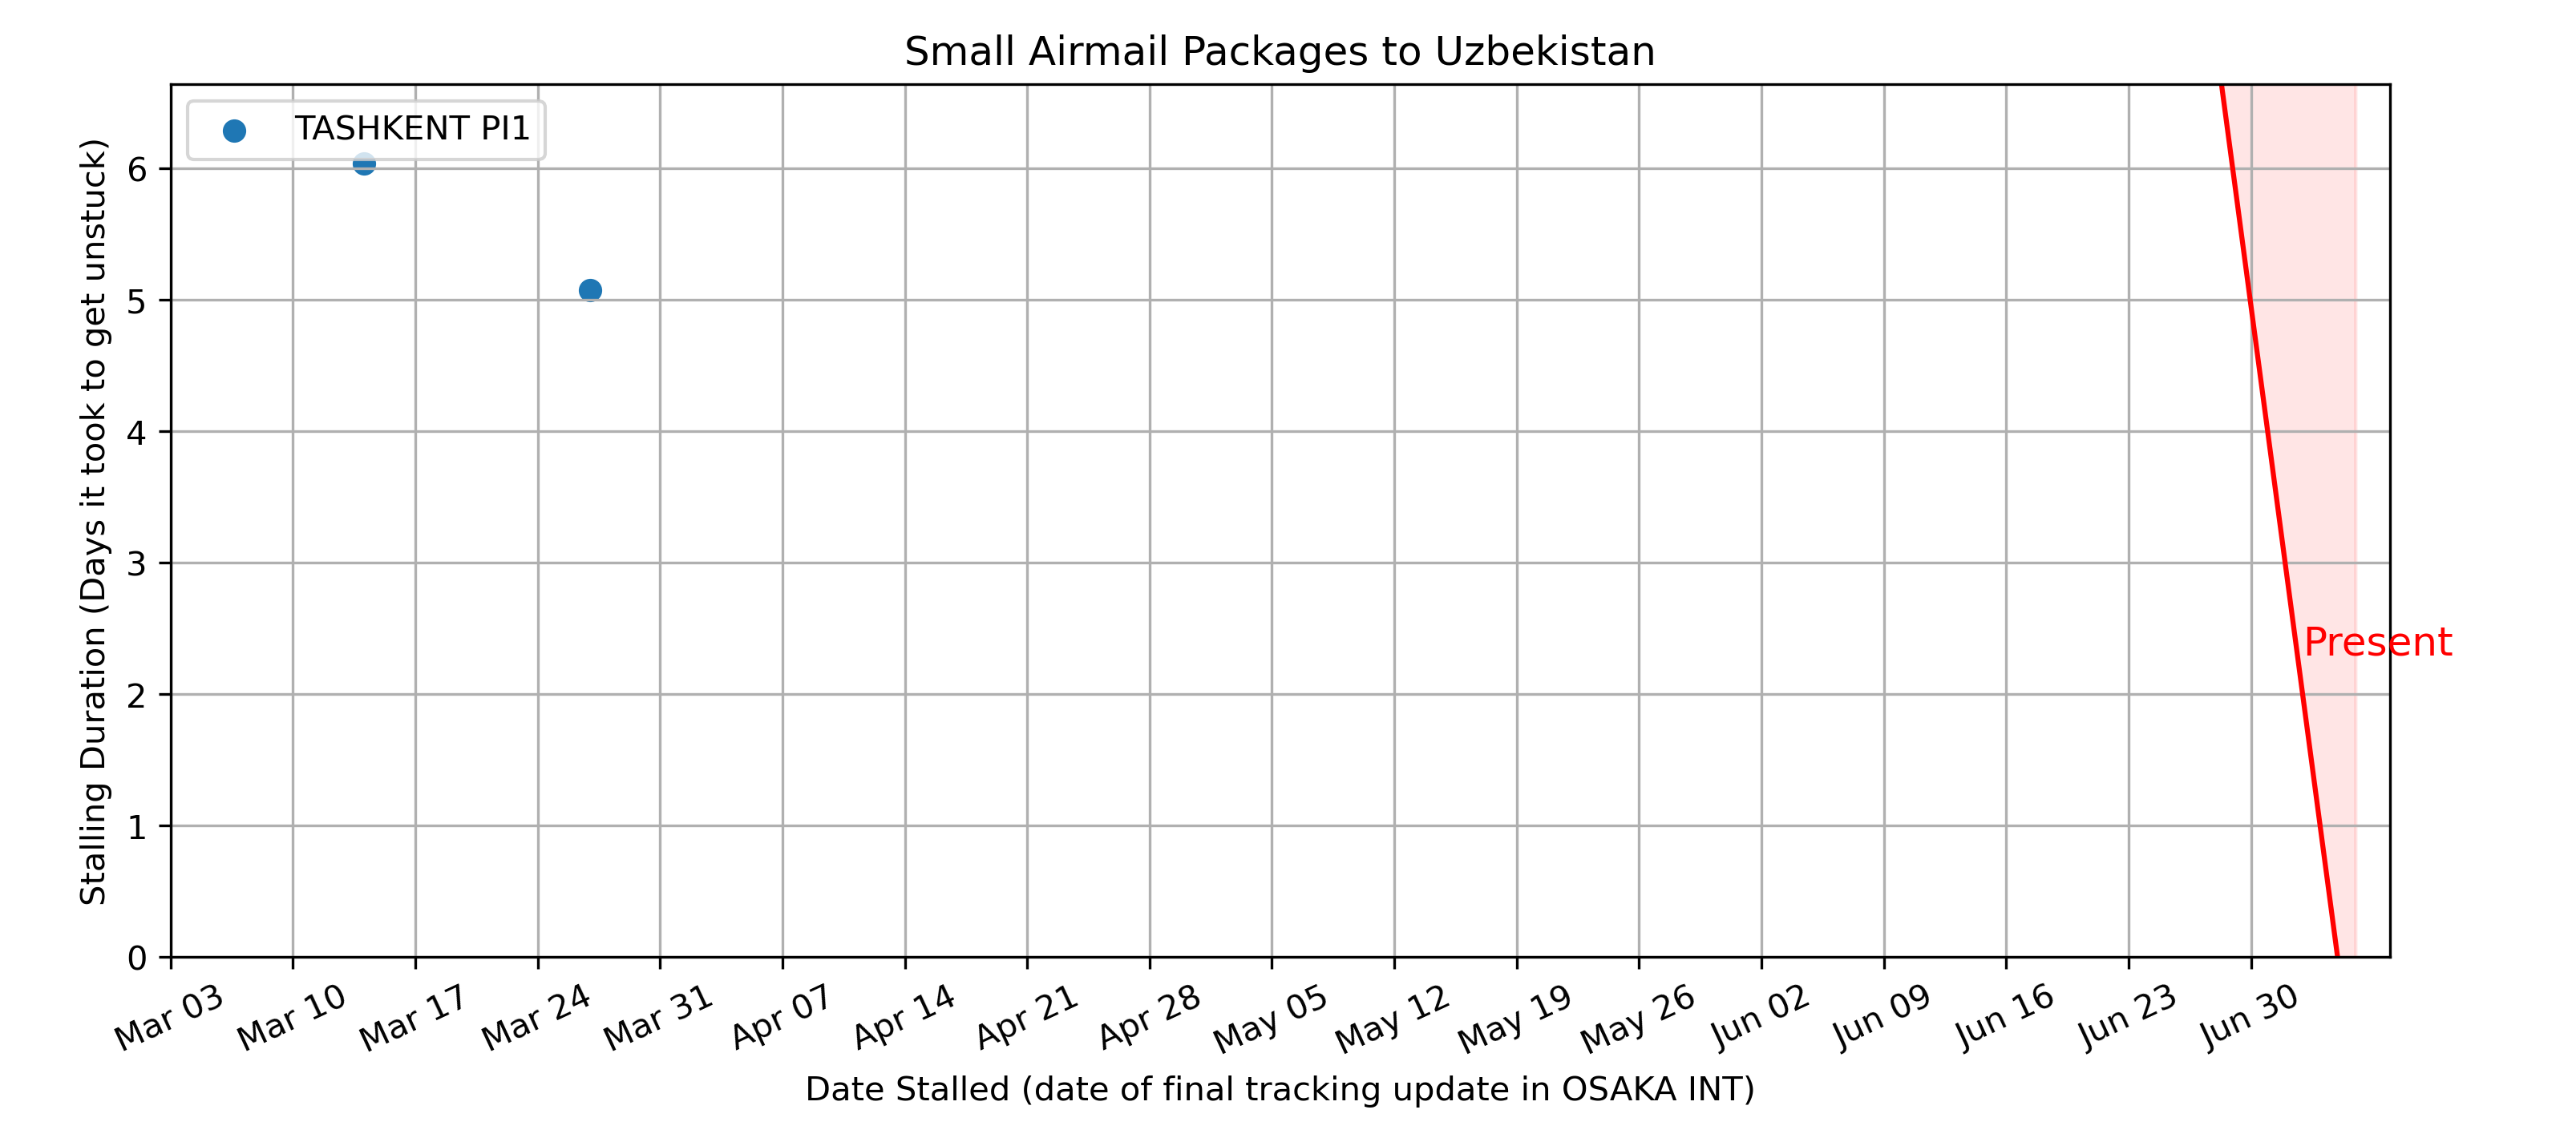 Small Airmail Packages to Uzbekistan
TASHKENT PI1
Stalling Duration (Days it took to get unstuck)
6
5
4
3
2
1
0
Present
Mar 03
Mar 10
Mar 17
Mar 24
Mar 31
Apr 07
Apr 14
Apr 21
Apr 28
May 05
May 12
May 19
May 26
Jun 02
Jun 09
Jun 16
Jun 23
Jun 30
Date Stalled (date of final tracking update in OSAKA INT)